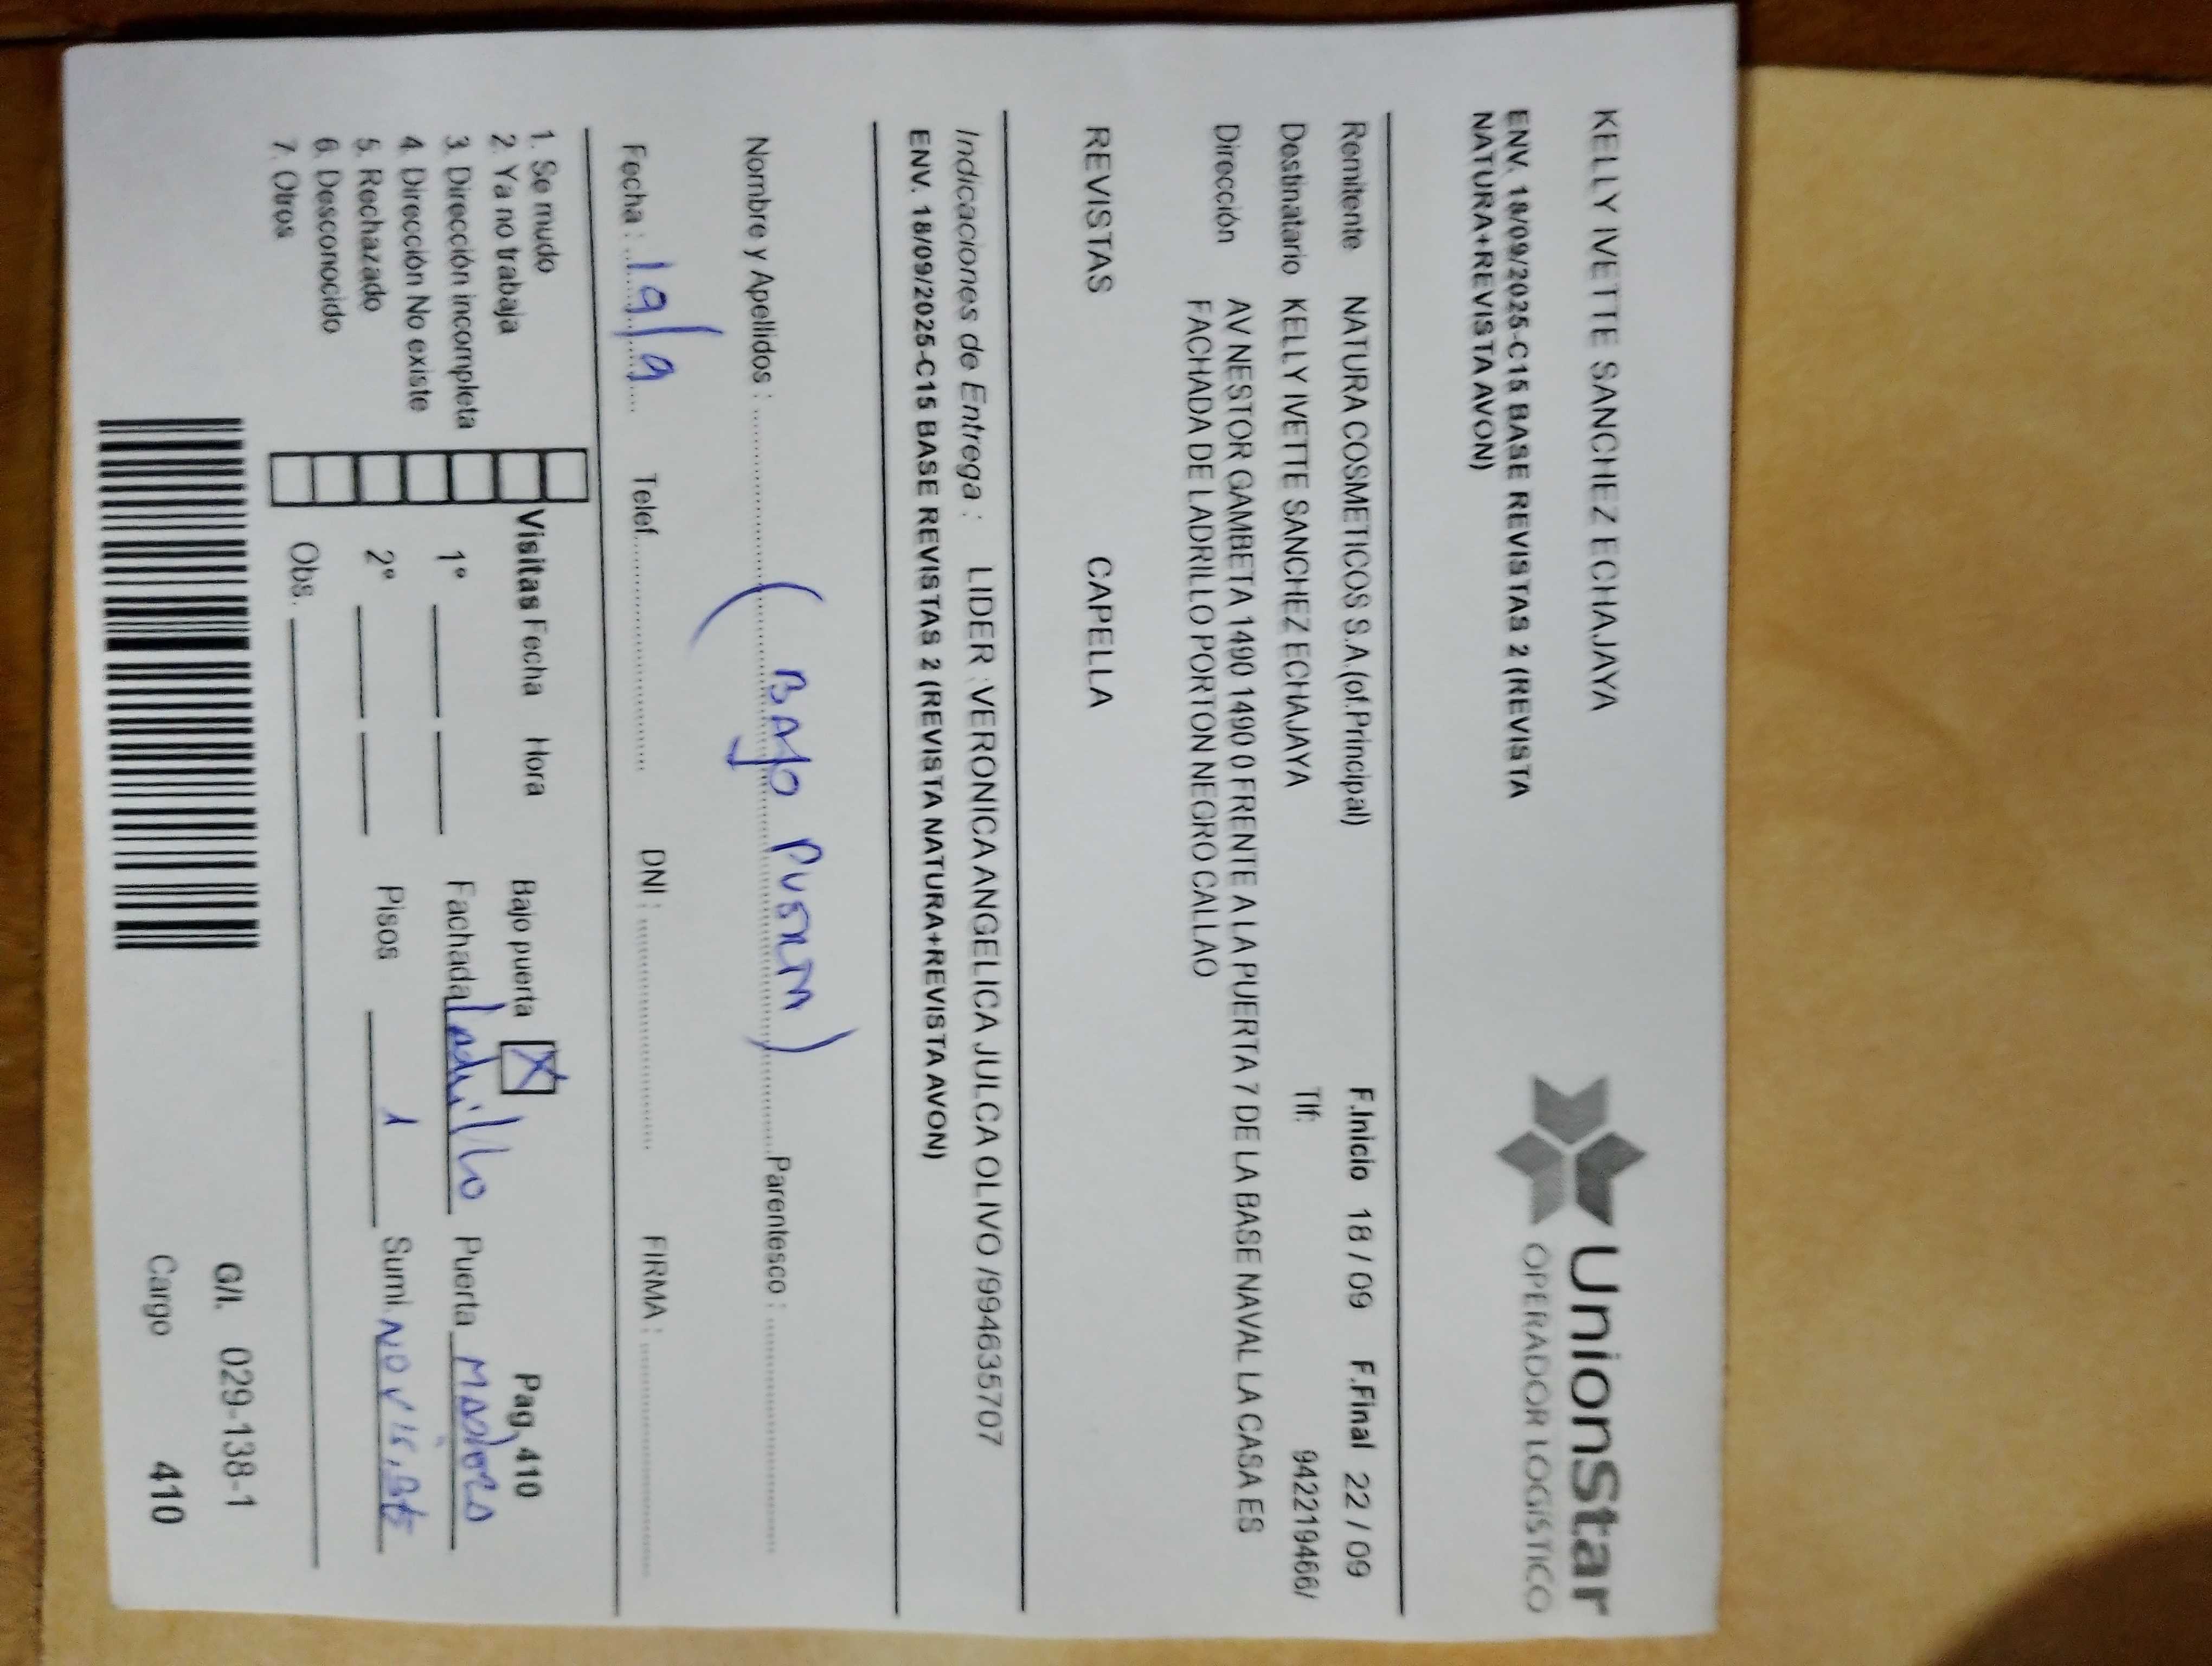 KELLY IVETTE SANCHEZ ECHAJAYA
UnionStar
OPERADOR LOGISTICO
ENV. 18/09/2025-C15 BASE REVISTAS 2 (REVISTA
NATURA+REVISTA AVON)
Remitente NATURA COSMETICOS S.A.(of.Principal) F.Inicio 18 / 09 F.Final 22 / 09
Destinatario KELLY IVETTE SANCHEZ ECHAJAYA Tlf: 942219466/
Dirección AV NESTOR GAMBETA 1490 1490 0 FRENTE A LA PUERTA 7 DE LA BASE NAVAL LA CASA ES
FACHADA DE LADRILLO PORTON NEGRO CALLAO
REVISTAS CAPELLA
Indicaciones de Entrega : LIDER :VERONICA ANGELICA JULCA OLIVO /994635707
ENV. 18/09/2025-C15 BASE REVISTAS 2 (REVISTA NATURA+REVISTA AVON)
Nombre y Apellidos : ( BAJO PUERTA ) Parentesco :
Fecha : 19/9 Telef. DNI : FIRMA :
1. Se mudo
2. Ya no trabaja
3. Dirección incompleta
4. Dirección No existe
5. Rechazado
6. Desconocido
7. Otros
Visitas Fecha Hora Bajo puerta X Pag. 410
1° Fachada Ladrillo Puerta Madera
2° Pisos 1 Sumi. NO VISIBLE
Obs.
G/L 029-138-1
Cargo 410